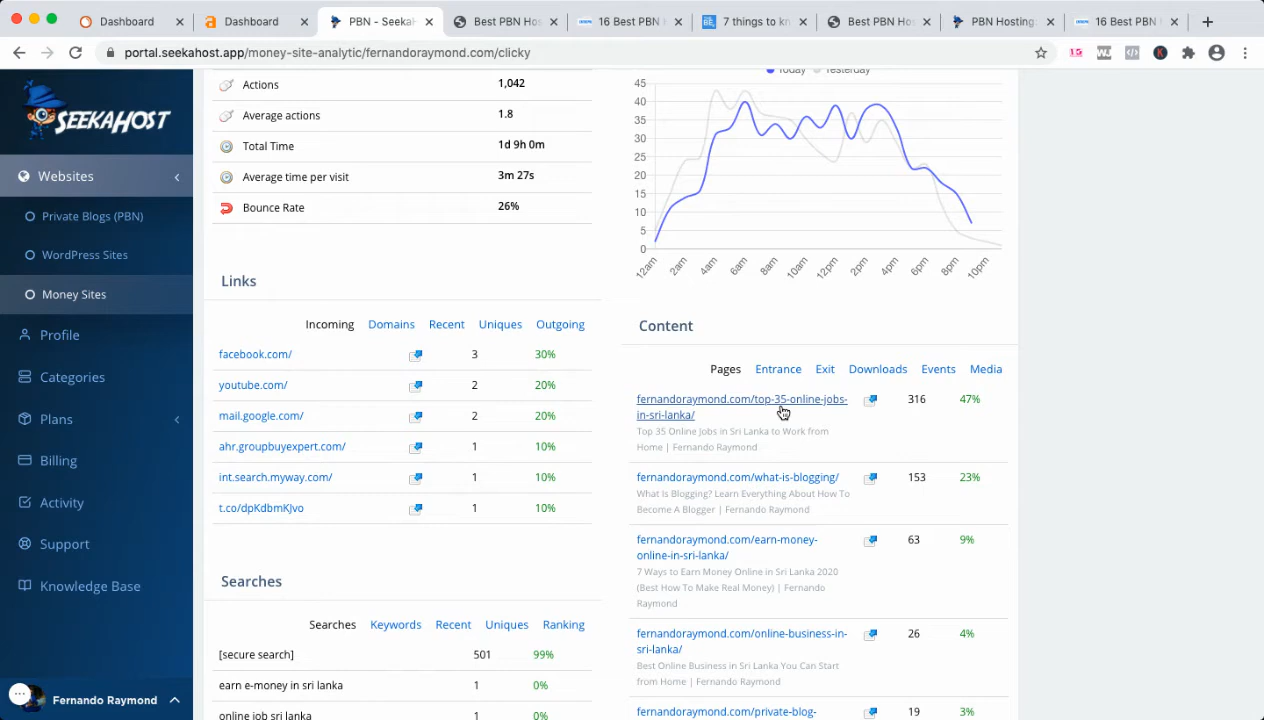 Dashboard
Dashboard
PBN - Seekah
Best PBN Hos
16 Best PBN
7 things to kn
Best PBN Hos
PBN Hosting:
16 Best PBN
portal.seekahost.app/money-site-analytic/fernandoraymond.com/clicky
SEEKAHOST
Websites
Private Blogs (PBN)
WordPress Sites
Money Sites
Profile
Categories
Plans
Billing
Activity
Support
Knowledge Base
Fernando Raymond
Actions 1,042
Average actions 1.8
Total Time 1d 9h 0m
Average time per visit 3m 27s
Bounce Rate 26%
Links
Incoming Domains Recent Uniques Outgoing
facebook.com/ 3 30%
youtube.com/ 2 20%
mail.google.com/ 2 20%
ahr.groupbuyexpert.com/ 1 10%
int.search.myway.com/ 1 10%
t.co/dpKdbmKJvo 1 10%
Searches
Searches Keywords Recent Uniques Ranking
[secure search] 501 99%
earn e-money in sri lanka 1 0%
online job sri lanka 1 0%
Today Yesterday
45
40
35
30
25
20
15
10
5
0
12am 2am 4am 6am 8am 10am 12pm 2pm 4pm 6pm 8pm 10pm
Content
Pages Entrance Exit Downloads Events Media
fernandoraymond.com/top-35-online-jobs- 316 47%
in-sri-lanka/
Top 35 Online Jobs in Sri Lanka to Work from
Home | Fernando Raymond
fernandoraymond.com/what-is-blogging/ 153 23%
What Is Blogging? Learn Everything About How To
Become A Blogger | Fernando Raymond
fernandoraymond.com/earn-money- 63 9%
online-in-sri-lanka/
7 Ways to Earn Money Online in Sri Lanka 2020
(Best How To Make Real Money) | Fernando
Raymond
fernandoraymond.com/online-business-in- 26 4%
sri-lanka/
Best Online Business in Sri Lanka You Can Start
from Home | Fernando Raymond
fernandoraymond.com/private-blog- 19 3%